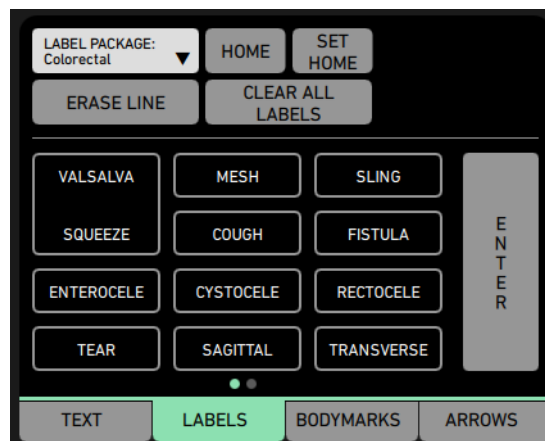 LABEL PACKAGE:
Colorectal
HOME
SET
HOME
ERASE LINE
CLEAR ALL
LABELS
VALSALVA
MESH
SLING
SQUEEZE
COUGH
FISTULA
ENTER
ENTEROCELE
CYSTOCELE
RECTOCELE
TEAR
SAGITTAL
TRANSVERSE
TEXT
LABELS
BODYMARKS
ARROWS